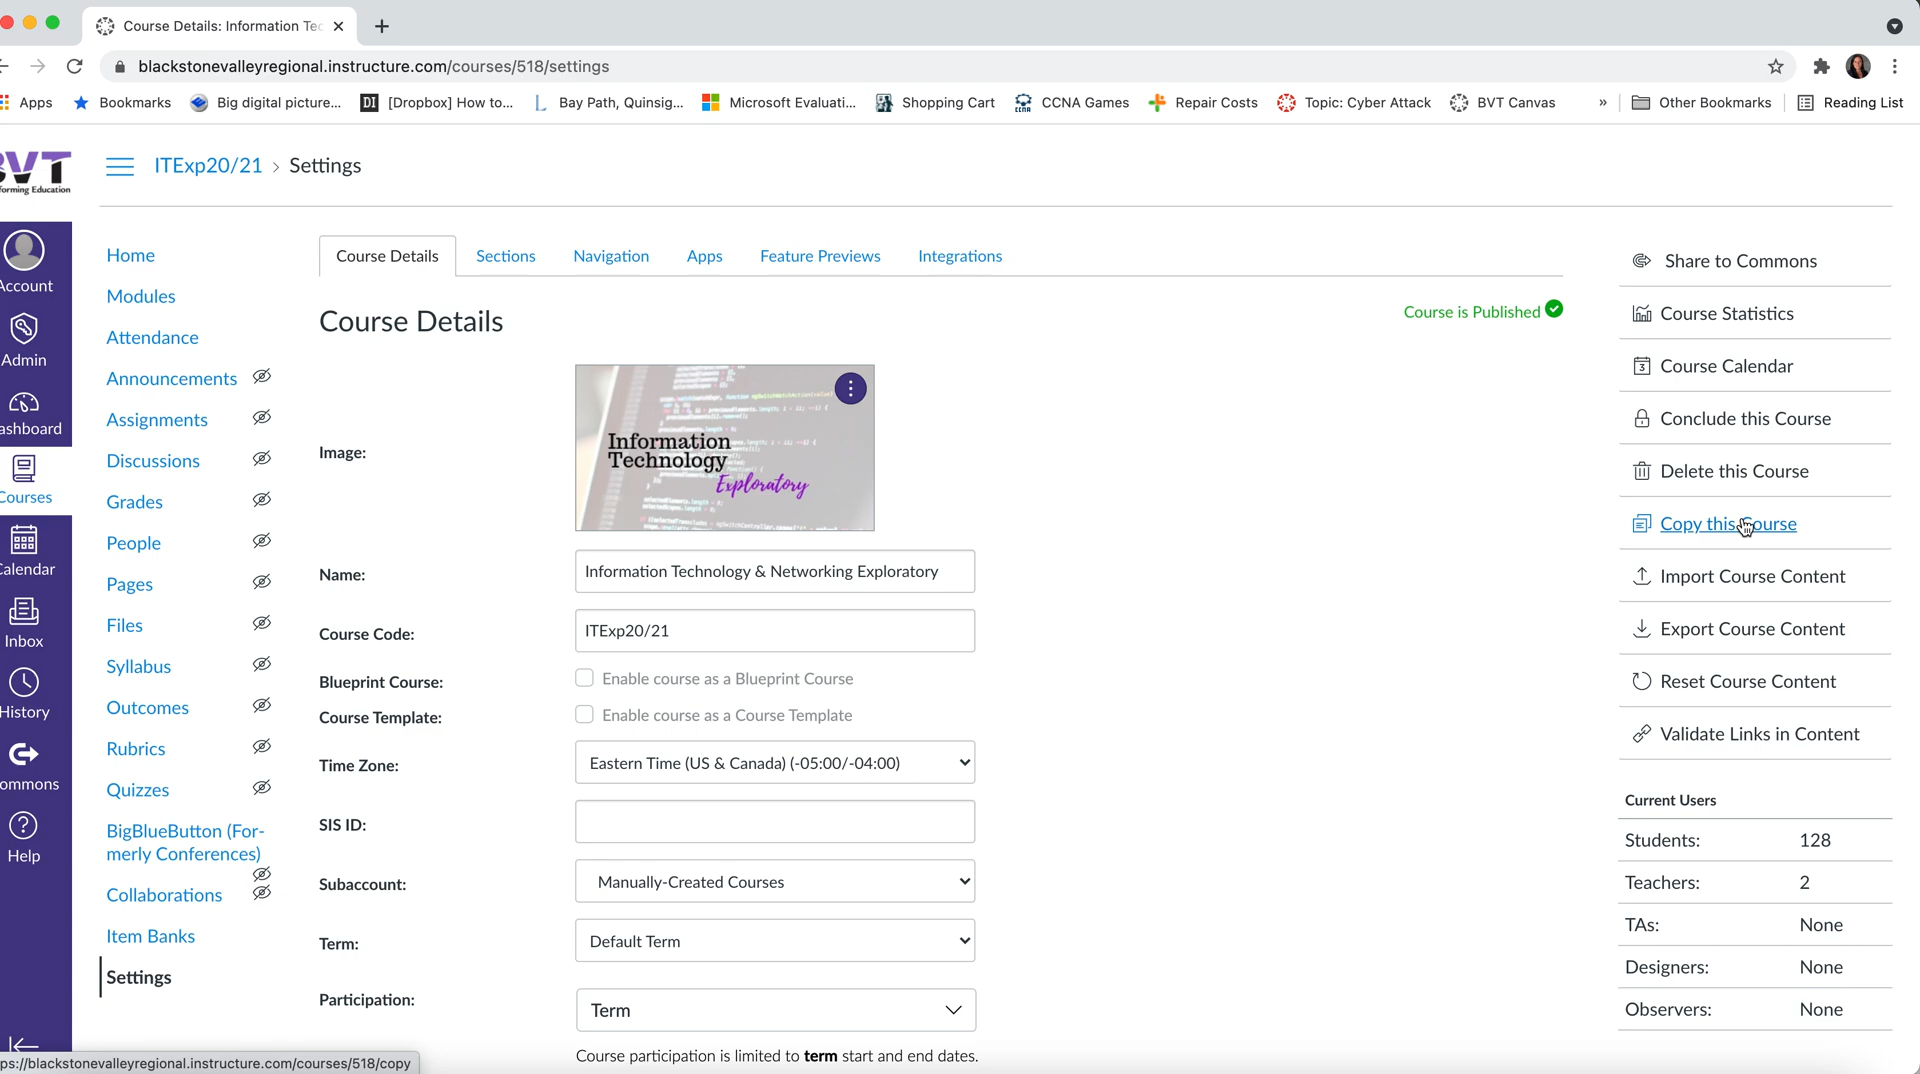 Course Details: Information Tec
blackstonevalleyregional.instructure.com/courses/518/settings
Apps
Bookmarks
Big digital picture...
DI [Dropbox] How to...
Bay Path, Quinsig...
Microsoft Evaluati...
Shopping Cart
CCNA Games
Repair Costs
Topic: Cyber Attack
BVT Canvas
»
Other Bookmarks
Reading List
BVT
forming Education
ITExp20/21 > Settings
Account
Admin
ashboard
Courses
Calendar
Inbox
History
ommons
Help
Home
Modules
Attendance
Announcements
Assignments
Discussions
Grades
People
Pages
Files
Syllabus
Outcomes
Rubrics
Quizzes
BigBlueButton (For-
merly Conferences)
Collaborations
Item Banks
Settings
Course Details
Sections
Navigation
Apps
Feature Previews
Integrations
Course Details
Course is Published
Image:
Information
Technology
Exploratory
Name:
Information Technology & Networking Exploratory
Course Code:
ITExp20/21
Blueprint Course:
Enable course as a Blueprint Course
Course Template:
Enable course as a Course Template
Time Zone:
Eastern Time (US & Canada) (-05:00/-04:00)
SIS ID:
Subaccount:
Manually-Created Courses
Term:
Default Term
Participation:
Term
Course participation is limited to term start and end dates.
Share to Commons
Course Statistics
3 Course Calendar
Conclude this Course
Delete this Course
Copy this Course
Import Course Content
Export Course Content
Reset Course Content
Validate Links in Content
Current Users
Students: 128
Teachers: 2
TAs: None
Designers: None
Observers: None
ps://blackstonevalleyregional.instructure.com/courses/518/copy